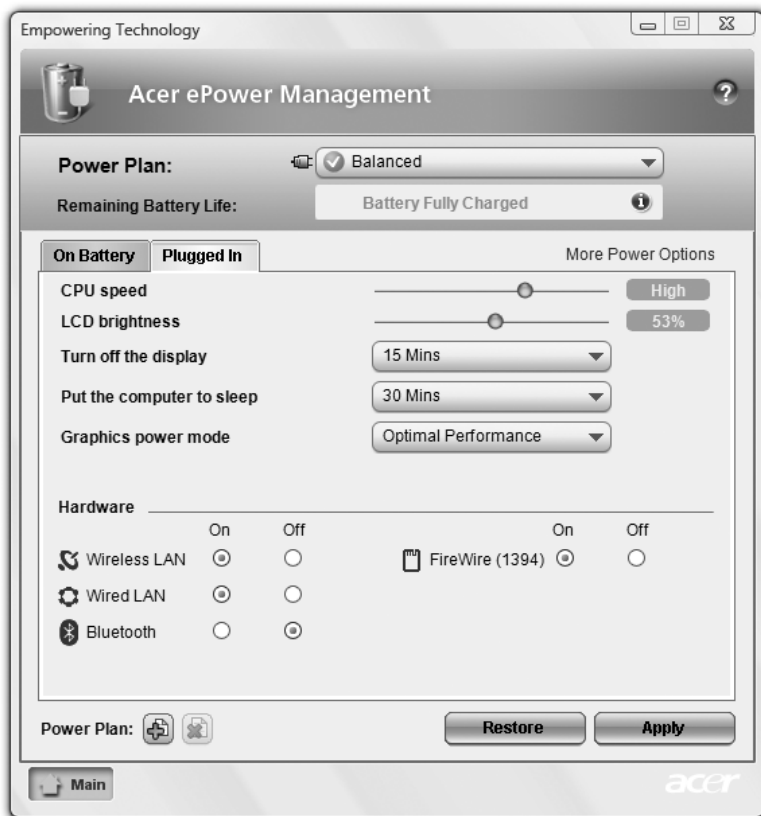 Empowering Technology
Acer ePower Management
?
Power Plan: Balanced
Remaining Battery Life: Battery Fully Charged i
On Battery Plugged In More Power Options
CPU speed High
LCD brightness 53%
Turn off the display 15 Mins
Put the computer to sleep 30 Mins
Graphics power mode Optimal Performance
Hardware
On Off On Off
Wireless LAN FireWire (1394)
Wired LAN
Bluetooth
Power Plan: Restore Apply
Main acer